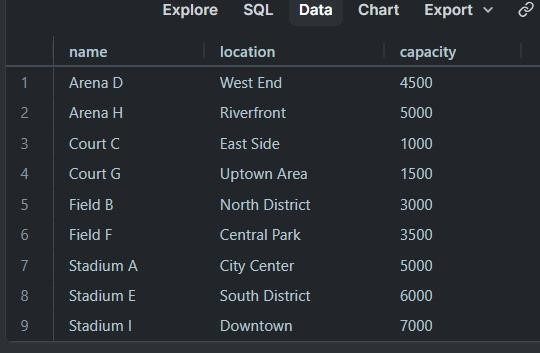 Explore SQL Data Chart Export
name location capacity
1 Arena D West End 4500
2 Arena H Riverfront 5000
3 Court C East Side 1000
4 Court G Uptown Area 1500
5 Field B North District 3000
6 Field F Central Park 3500
7 Stadium A City Center 5000
8 Stadium E South District 6000
9 Stadium I Downtown 7000